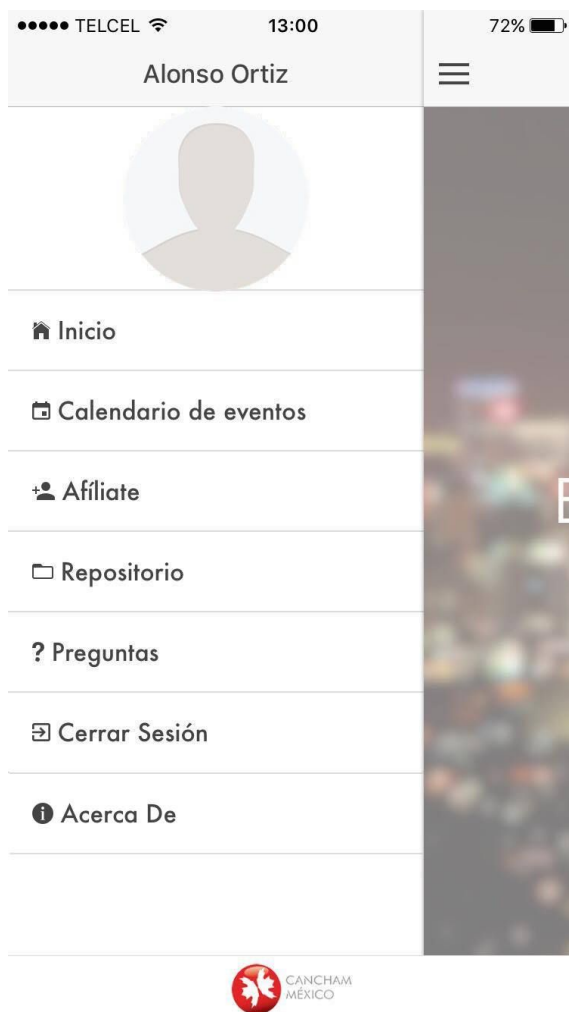 TELCEL 13:00 72%
Alonso Ortiz
Inicio
Calendario de eventos
Afíliate
Repositorio
? Preguntas
Cerrar Sesión
Acerca De
CANCHAM
MÉXICO